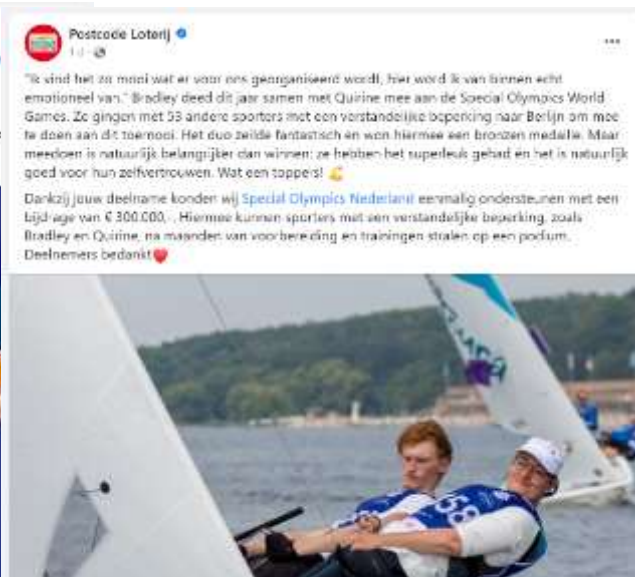 Postcode Loterij
1 d
"Ik vind het zo mooi wat er voor ons georganiseerd wordt, hier word ik van binnen echt
emotioneel van." Bradley deed dit jaar samen met Quirine mee aan de Special Olympics World
Games. Ze gingen met 53 andere sporters met een verstandelijke beperking naar Berlijn om mee
te doen aan dit toernooi. Het duo zeilde fantastisch en won hiermee een bronzen medaille. Maar
meedoen is natuurlijk belangrijker dan winnen: ze hebben het superleuk gehad én het is natuurlijk
goed voor hun zelfvertrouwen. Wat een toppers! 💪
Dankzij jouw deelname konden wij Special Olympics Nederland eenmalig ondersteunen met een
bijdrage van € 300.000,-. Hiermee kunnen sporters met een verstandelijke beperking, zoals
Bradley en Quirine, na maanden van voorbereiding en trainingen stralen op een podium.
Deelnemers bedankt❤️
58